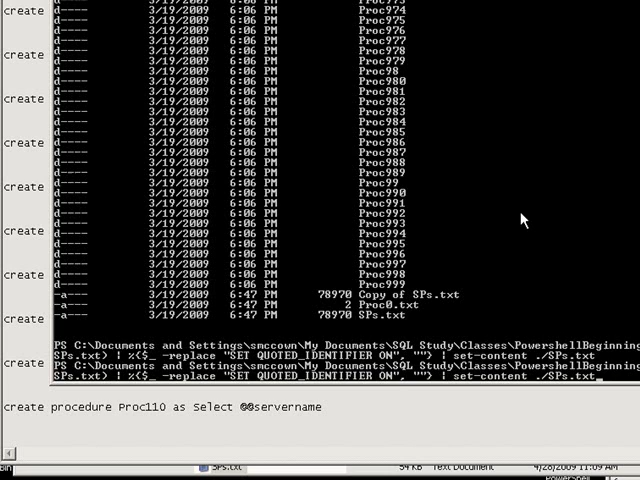 d---- 3/19/2009 6:06 PM Proc973
create d---- 3/19/2009 6:06 PM Proc974
d---- 3/19/2009 6:06 PM Proc975
d---- 3/19/2009 6:06 PM Proc976
d---- 3/19/2009 6:06 PM Proc977
create d---- 3/19/2009 6:06 PM Proc978
d---- 3/19/2009 6:06 PM Proc979
d---- 3/19/2009 6:06 PM Proc98
d---- 3/19/2009 6:06 PM Proc980
create d---- 3/19/2009 6:06 PM Proc981
d---- 3/19/2009 6:06 PM Proc982
d---- 3/19/2009 6:06 PM Proc983
d---- 3/19/2009 6:06 PM Proc984
d---- 3/19/2009 6:06 PM Proc985
create d---- 3/19/2009 6:06 PM Proc986
d---- 3/19/2009 6:06 PM Proc987
d---- 3/19/2009 6:06 PM Proc988
d---- 3/19/2009 6:06 PM Proc989
create d---- 3/19/2009 6:06 PM Proc99
d---- 3/19/2009 6:06 PM Proc990
d---- 3/19/2009 6:06 PM Proc991
d---- 3/19/2009 6:06 PM Proc992
d---- 3/19/2009 6:06 PM Proc993
create d---- 3/19/2009 6:06 PM Proc994
d---- 3/19/2009 6:06 PM Proc995
d---- 3/19/2009 6:06 PM Proc996
d---- 3/19/2009 6:06 PM Proc997
create d---- 3/19/2009 6:06 PM Proc998
d---- 3/19/2009 6:06 PM Proc999
-a--- 3/19/2009 6:47 PM 78970 Copy of SPs.txt
-a--- 3/19/2009 6:47 PM 2 Proc0.txt
create -a--- 3/19/2009 6:47 PM 78970 SPs.txt
PS C:\Documents and Settings\smccown\My Documents\SQL Study\Classes\PowershellBeginning
SPs.txt) | %{$_ -replace "SET QUOTED_IDENTIFIER ON", ""} | set-content ./SPs.txt
create PS C:\Documents and Settings\smccown\My Documents\SQL Study\Classes\PowershellBeginning
SPs.txt) | %{$_ -replace "SET QUOTED_IDENTIFIER ON", ""} | set-content ./SPs.txt
create procedure Proc110 as Select @@servername
Bin SPs.txt 54 KB Text Document 4/28/2009 11:09 AM
PowerShell